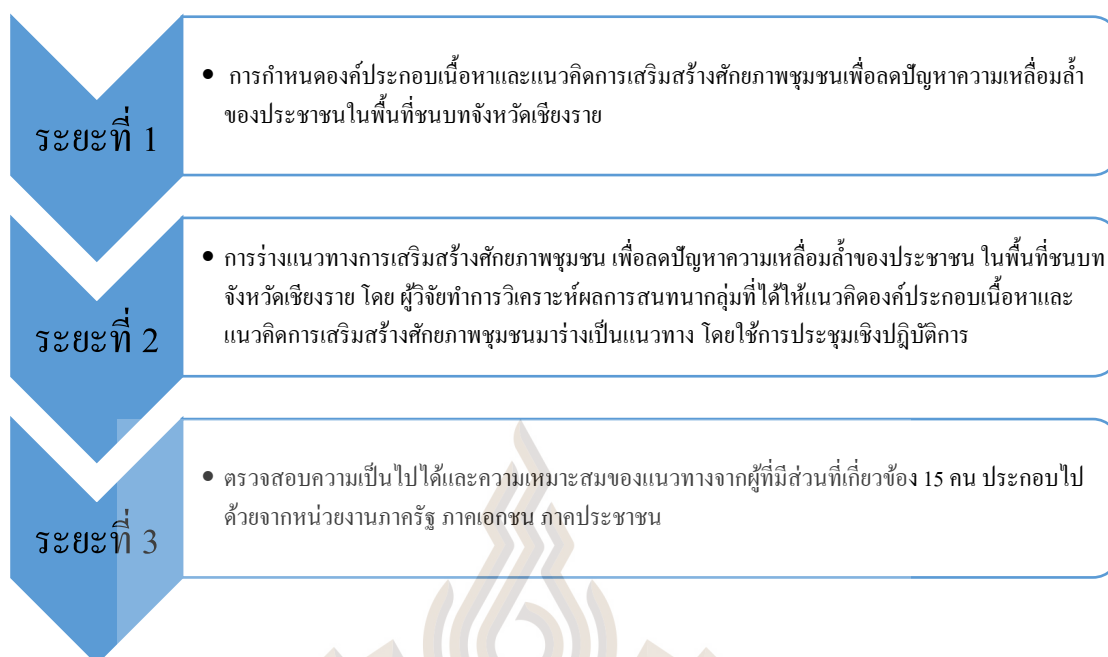 ระยะที่ 1
• การกำหนดองค์ประกอบเนื้อหาและแนวคิดการเสริมสร้างศักยภาพชุมชนเพื่อลดปัญหาความเหลื่อมล้ำ
ของประชาชนในพื้นที่ชนบทจังหวัดเชียงราย
ระยะที่ 2
• การร่างแนวทางการเสริมสร้างศักยภาพชุมชน เพื่อลดปัญหาความเหลื่อมล้ำของประชาชน ในพื้นที่ชนบท
จังหวัดเชียงราย โดย ผู้วิจัยทำการวิเคราะห์ผลการสนทนากลุ่มที่ได้ให้แนวคิดองค์ประกอบเนื้อหาและ
แนวคิดการเสริมสร้างศักยภาพชุมชนมาร่างเป็นแนวทาง โดยใช้การประชุมเชิงปฎิบัติการ
ระยะที่ 3
• ตรวจสอบความเป็นไปได้และความเหมาะสมของแนวทางจากผู้ที่มีส่วนที่เกี่ยวข้อง 15 คน ประกอบไป
ด้วยจากหน่วยงานภาครัฐ ภาคเอกชน ภาคประชาชน